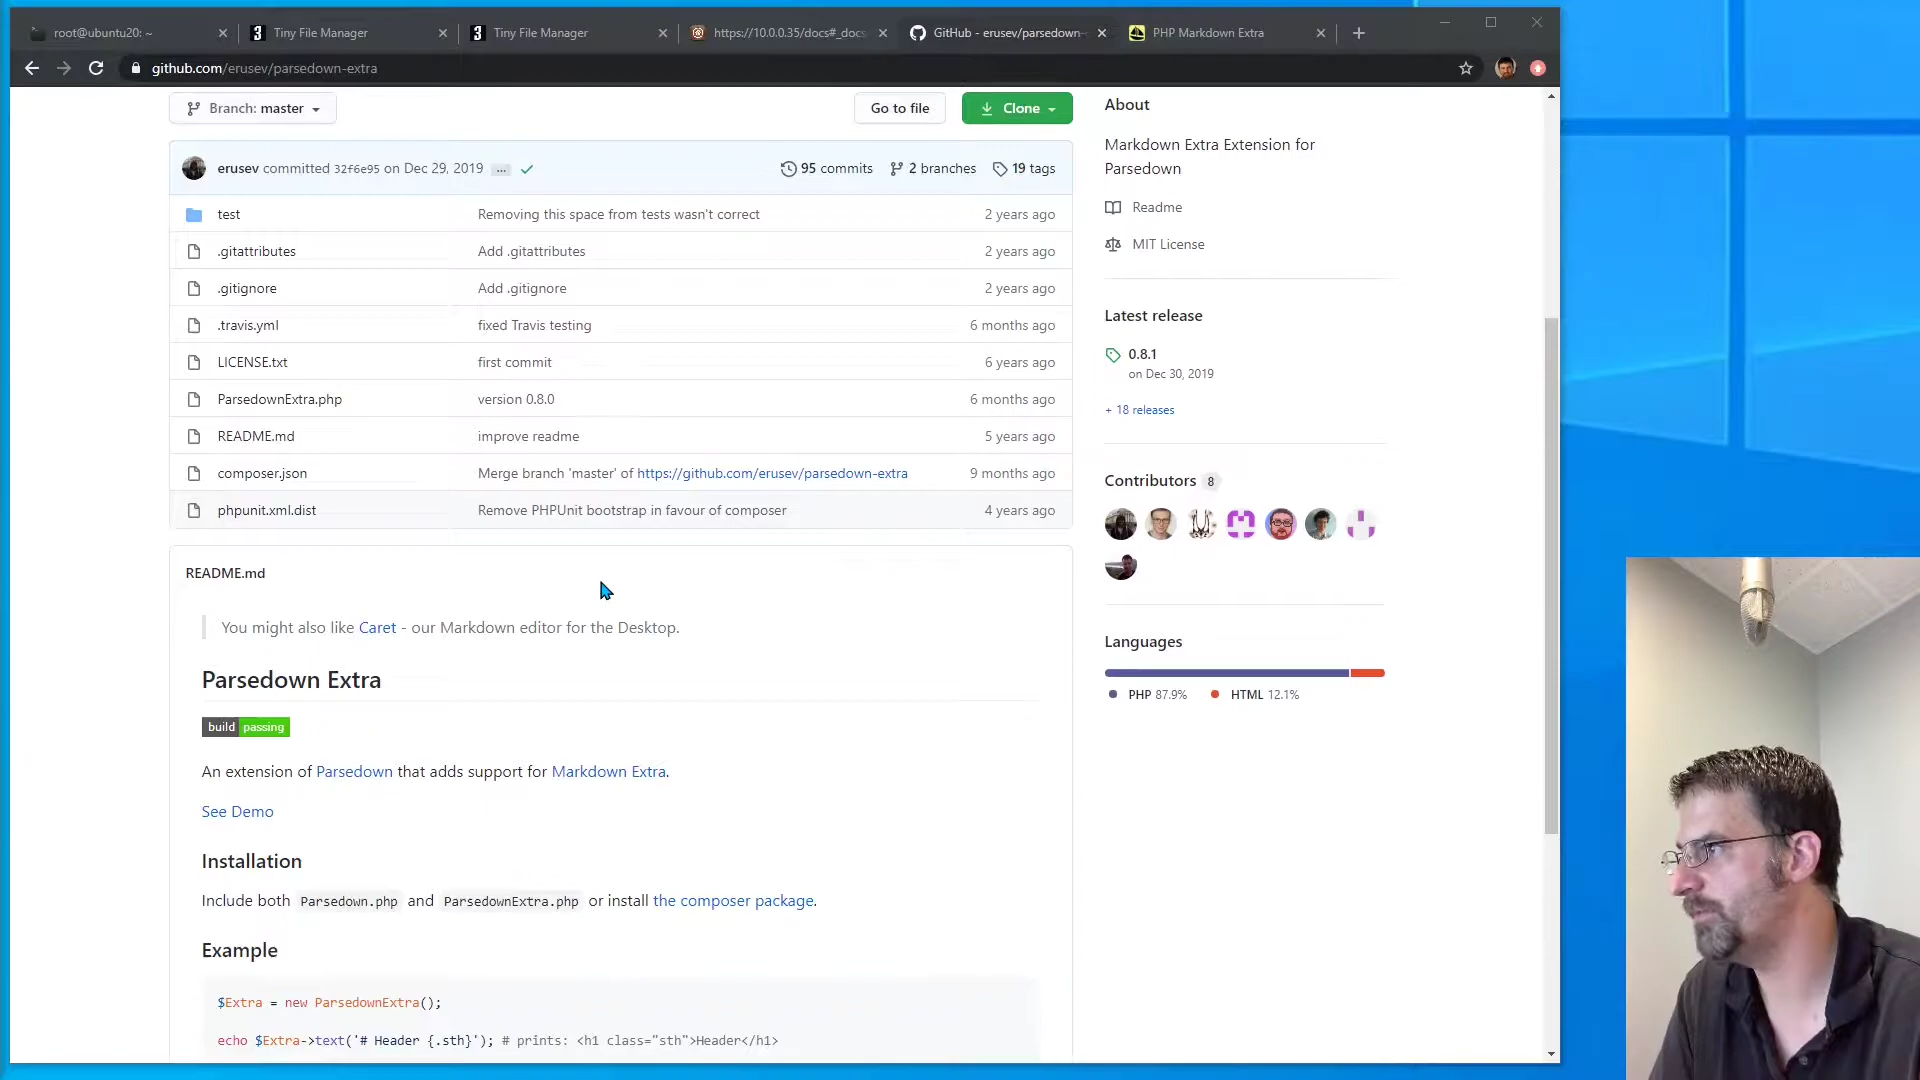 root@ubuntu20: ~
Tiny File Manager
Tiny File Manager
https://10.0.0.35/docs#_docs
GitHub - erusev/parsedown-
PHP Markdown Extra
github.com/erusev/parsedown-extra
Branch: master
Go to file
Clone
erusev committed 32f6e95 on Dec 29, 2019 ...
95 commits
2 branches
19 tags
test Removing this space from tests wasn't correct 2 years ago
.gitattributes Add .gitattributes 2 years ago
.gitignore Add .gitignore 2 years ago
.travis.yml fixed Travis testing 6 months ago
LICENSE.txt first commit 6 years ago
ParsedownExtra.php version 0.8.0 6 months ago
README.md improve readme 5 years ago
composer.json Merge branch 'master' of https://github.com/erusev/parsedown-extra 9 months ago
phpunit.xml.dist Remove PHPUnit bootstrap in favour of composer 4 years ago
README.md
You might also like Caret - our Markdown editor for the Desktop.
Parsedown Extra
build passing
An extension of Parsedown that adds support for Markdown Extra.
See Demo
Installation
Include both Parsedown.php and ParsedownExtra.php or install the composer package.
Example
$Extra = new ParsedownExtra();
echo $Extra->text('# Header {.sth}'); # prints: <h1 class="sth">Header</h1>
About
Markdown Extra Extension for
Parsedown
Readme
MIT License
Latest release
0.8.1
on Dec 30, 2019
+ 18 releases
Contributors 8
Languages
PHP 87.9%
HTML 12.1%